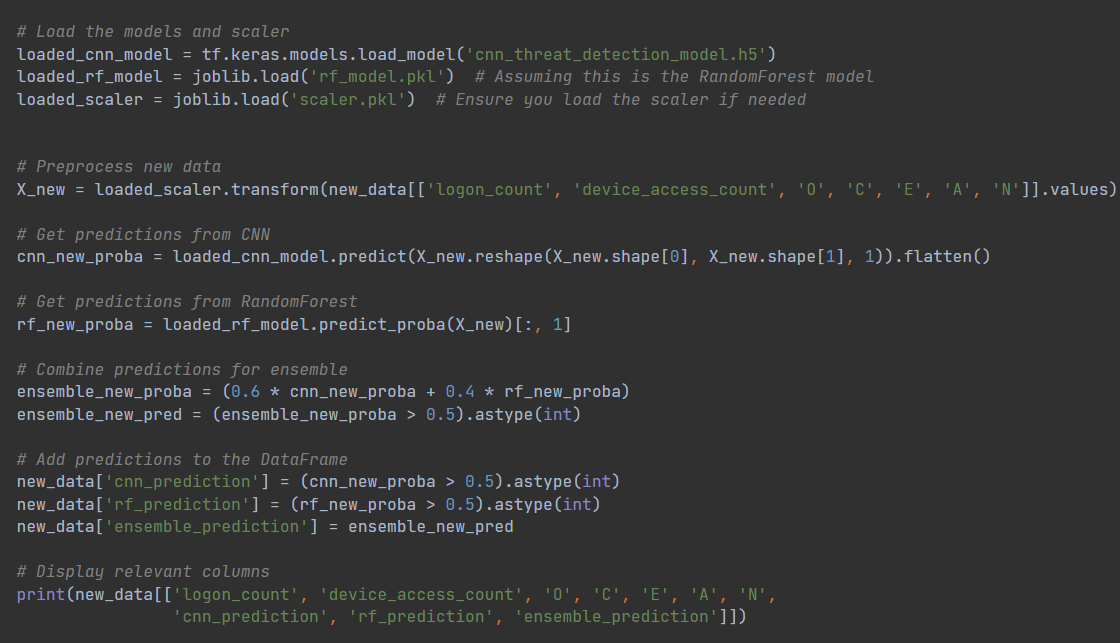 # Load the models and scaler
loaded_cnn_model = tf.keras.models.load_model('cnn_threat_detection_model.h5')
loaded_rf_model = joblib.load('rf_model.pkl')  # Assuming this is the RandomForest model
loaded_scaler = joblib.load('scaler.pkl')  # Ensure you load the scaler if needed
# Preprocess new data
X_new = loaded_scaler.transform(new_data[['logon_count', 'device_access_count', 'O', 'C', 'E', 'A', 'N']].values)
# Get predictions from CNN
cnn_new_proba = loaded_cnn_model.predict(X_new.reshape(X_new.shape[0], X_new.shape[1], 1)).flatten()
# Get predictions from RandomForest
rf_new_proba = loaded_rf_model.predict_proba(X_new)[:, 1]
# Combine predictions for ensemble
ensemble_new_proba = (0.6 * cnn_new_proba + 0.4 * rf_new_proba)
ensemble_new_pred = (ensemble_new_proba > 0.5).astype(int)
# Add predictions to the DataFrame
new_data['cnn_prediction'] = (cnn_new_proba > 0.5).astype(int)
new_data['rf_prediction'] = (rf_new_proba > 0.5).astype(int)
new_data['ensemble_prediction'] = ensemble_new_pred
# Display relevant columns
print(new_data[['logon_count', 'device_access_count', 'O', 'C', 'E', 'A', 'N',
                'cnn_prediction', 'rf_prediction', 'ensemble_prediction']])